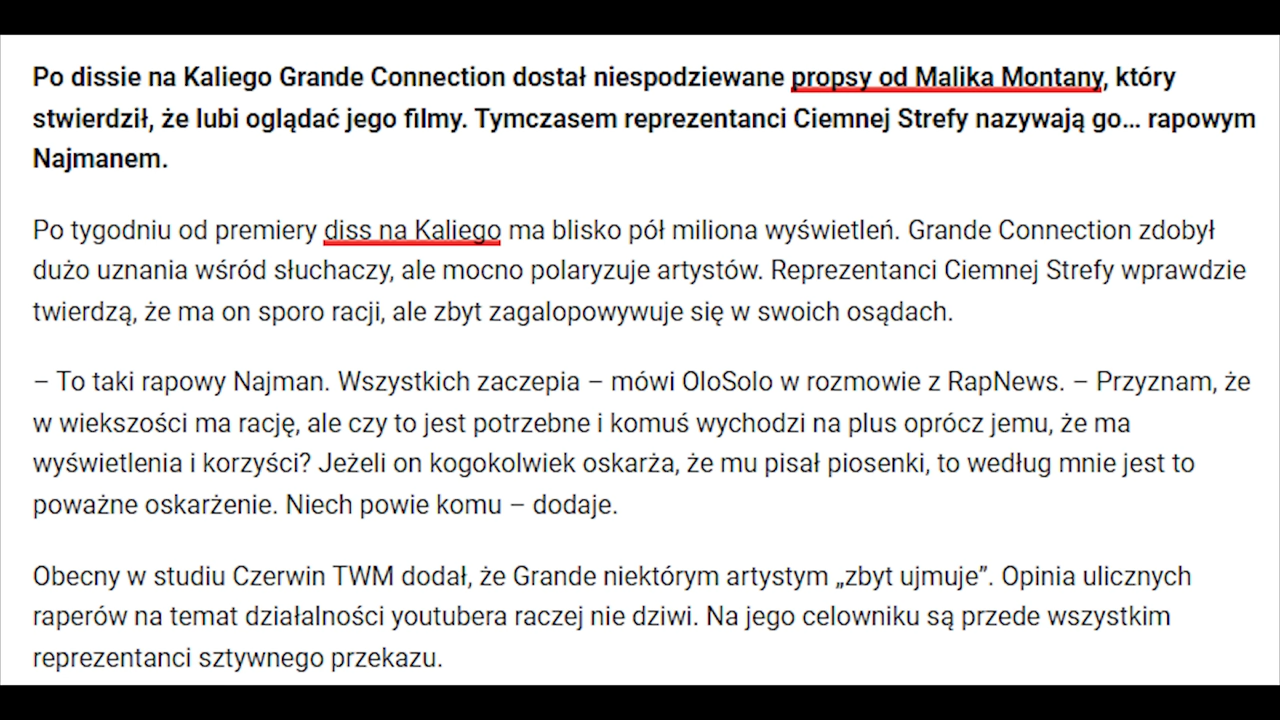 Po dissie na Kaliego Grande Connection dostał niespodziewane propsy od Malika Montany, który
stwierdził, że lubi oglądać jego filmy. Tymczasem reprezentanci Ciemnej Strefy nazywają go... rapowym
Najmanem.
Po tygodniu od premiery diss na Kaliego ma blisko pół miliona wyświetleń. Grande Connection zdobył
dużo uznania wśród słuchaczy, ale mocno polaryzuje artystów. Reprezentanci Ciemnej Strefy wprawdzie
twierdzą, że ma on sporo racji, ale zbyt zagalopowywuje się w swoich osądach.
– To taki rapowy Najman. Wszystkich zaczepia – mówi OloSolo w rozmowie z RapNews. – Przyznam, że
w wiekszości ma rację, ale czy to jest potrzebne i komuś wychodzi na plus oprócz jemu, że ma
wyświetlenia i korzyści? Jeżeli on kogokolwiek oskarża, że mu pisał piosenki, to według mnie jest to
poważne oskarżenie. Niech powie komu – dodaje.
Obecny w studiu Czerwin TWM dodał, że Grande niektórym artystym „zbyt ujmuje”. Opinia ulicznych
raperów na temat działalności youtubera raczej nie dziwi. Na jego celowniku są przede wszystkim
reprezentanci sztywnego przekazu.